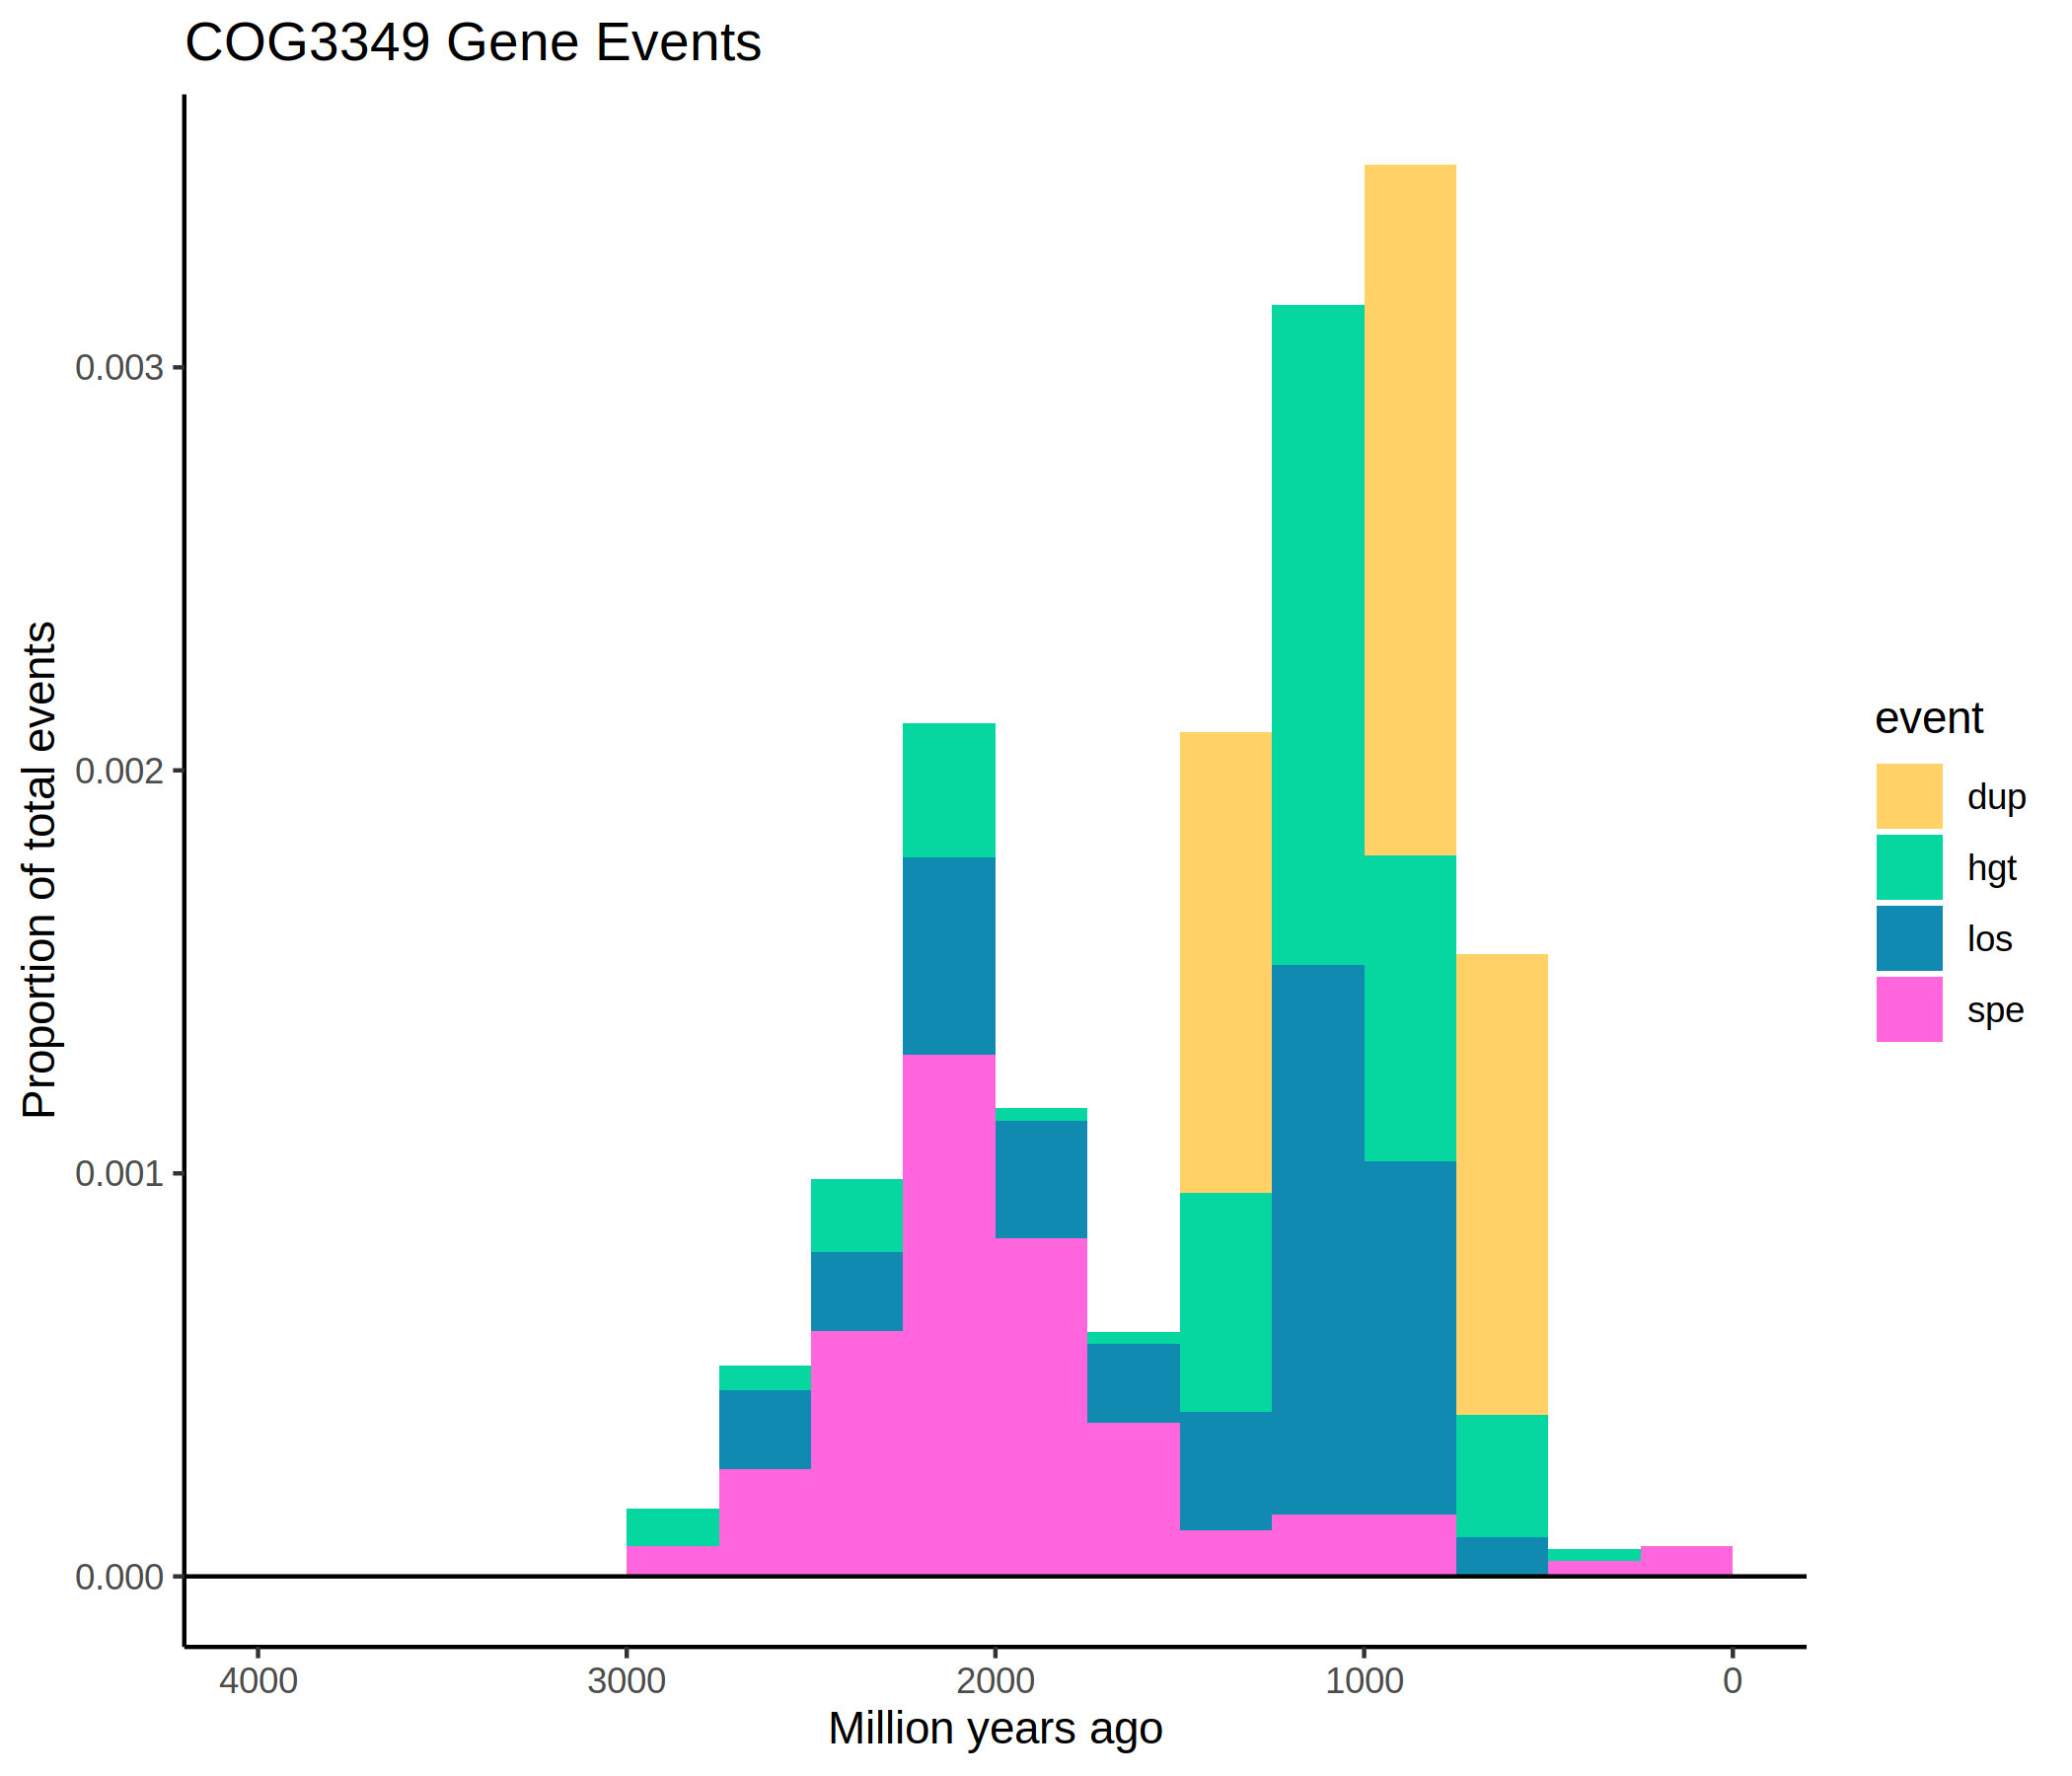 COG3349 Gene Events
Proportion of total events
0.003
0.002
0.001
0.000
4000 3000 2000 1000 0
Million years ago
event
dup
hgt
los
spe